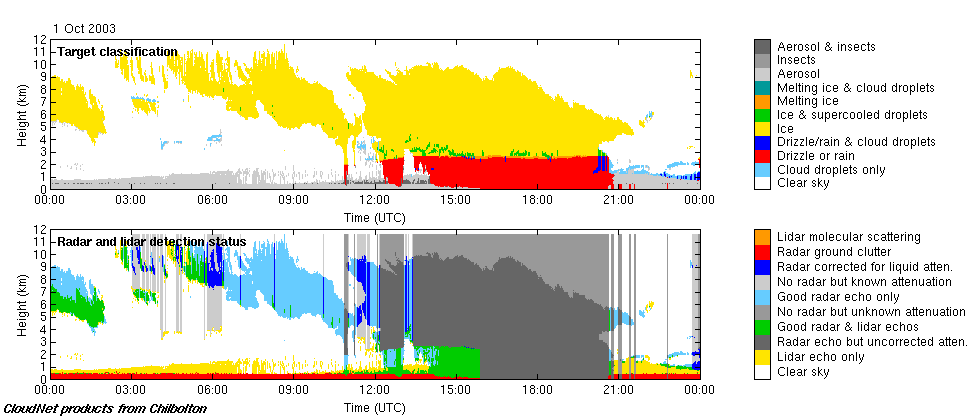 1 Oct 2003
Target classification
12
11
10
9
8
7
6
5
4
3
2
1
0
Height (km)
00:00 03:00 06:00 09:00 12:00 15:00 18:00 21:00 00:00
Time (UTC)
Aerosol & insects
Insects
Aerosol
Melting ice & cloud droplets
Melting ice
Ice & supercooled droplets
Ice
Drizzle/rain & cloud droplets
Drizzle or rain
Cloud droplets only
Clear sky
Radar and lidar detection status
12
11
10
9
8
7
6
5
4
3
2
1
0
Height (km)
00:00 03:00 06:00 09:00 12:00 15:00 18:00 21:00 00:00
Time (UTC)
Lidar molecular scattering
Radar ground clutter
Radar corrected for liquid atten.
No radar but known attenuation
Good radar echo only
No radar but unknown attenuation
Good radar & lidar echos
Radar echo but uncorrected atten.
Lidar echo only
Clear sky
CloudNet products from Chilbolton